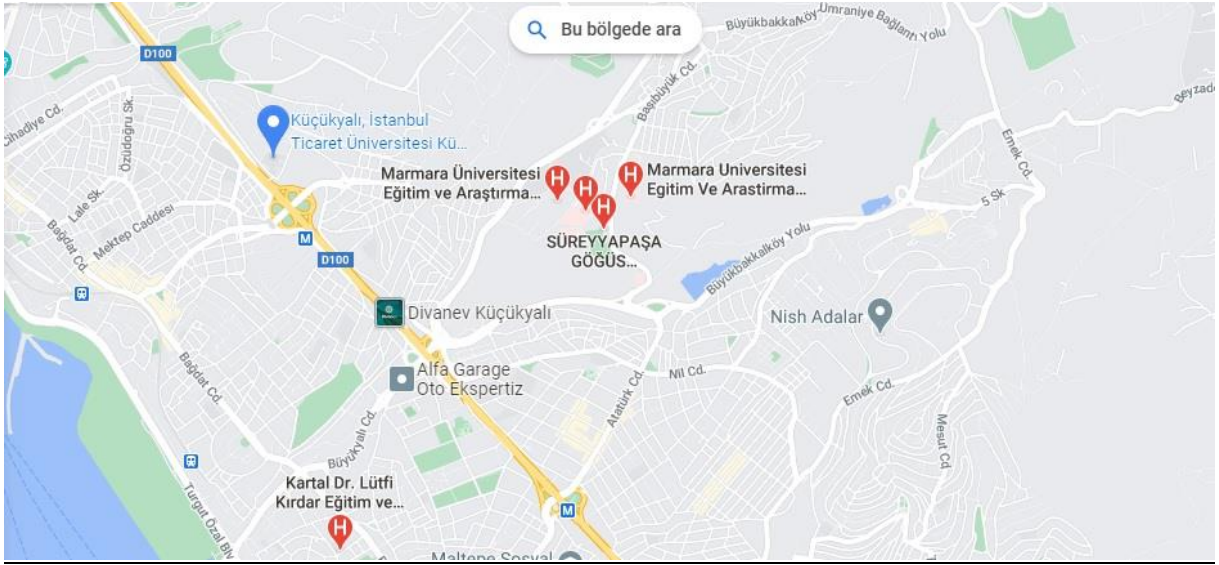 Bu bölgede ara
Büyükbakkalköy Ümraniye Bağlantı Yolu
D100
Cihadiye Cd.
Özüdoğru Sk.
Küçükyalı, İstanbul
Ticaret Üniversitesi Kü...
Başıbüyük Cd.
Beyzade
Emek Cd.
Marmara Üniversitesi
Eğitim ve Araştırma...
Marmara Universitesi
Egitim Ve Arastirma...
H
H
H
H
Lale Sk.
Mektep Caddesi
Bağdat Cd.
5 Sk
M
D100
SÜREYYAPAŞA
GÖĞÜS...
Büyükbakkalköy Yolu
Divanev Küçükyalı
Nish Adalar
Alfa Garage
Oto Ekspertiz
Bağdat Cd.
Nil Cd.
Atatürk Cd.
Emek Cd.
Mesut Cd.
Büyükyalı Cd.
Kartal Dr. Lütfi
Kırdar Eğitim ve...
H
Turgut Özal Blv
M
Maltepe Sosyal